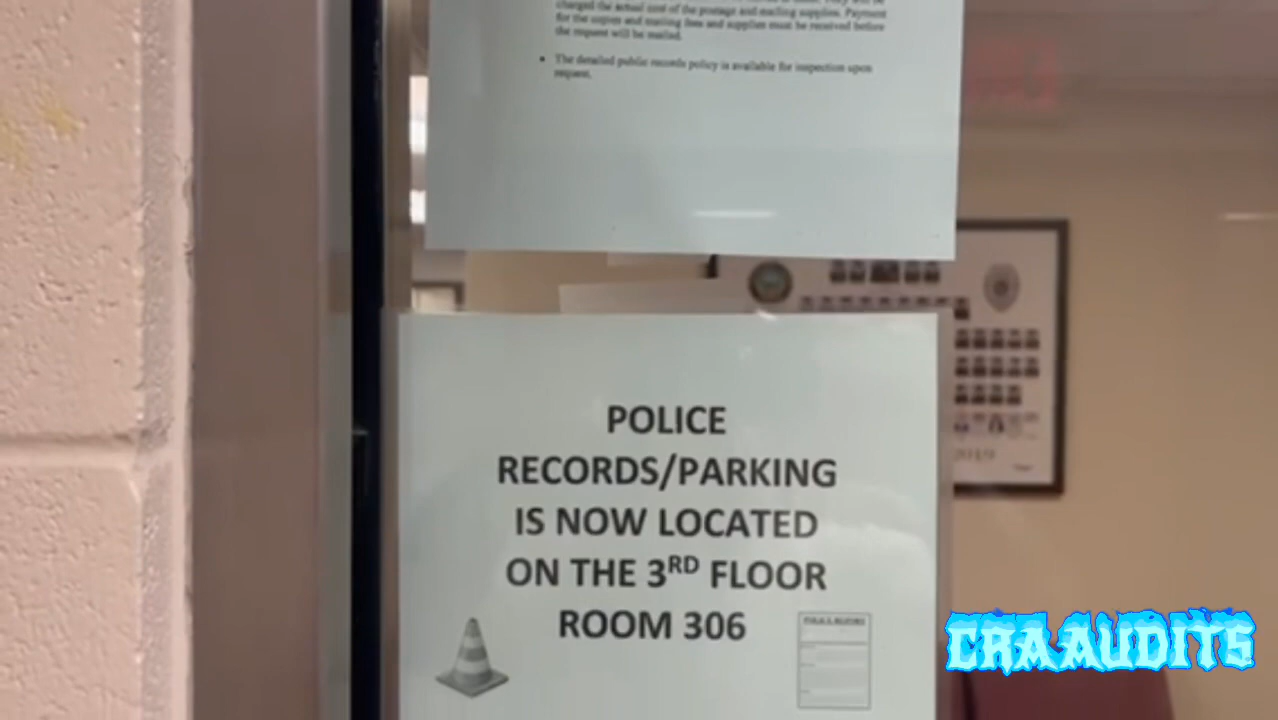 charged the actual cost of the postage and mailing supplies. Payment
for the copies and mailing fees and supplies must be received before
the request will be mailed.
• The detailed public records policy is available for inspection upon
request.
POLICE
RECORDS/PARKING
IS NOW LOCATED
ON THE 3RD FLOOR
ROOM 306
2019
CRAAUDITS